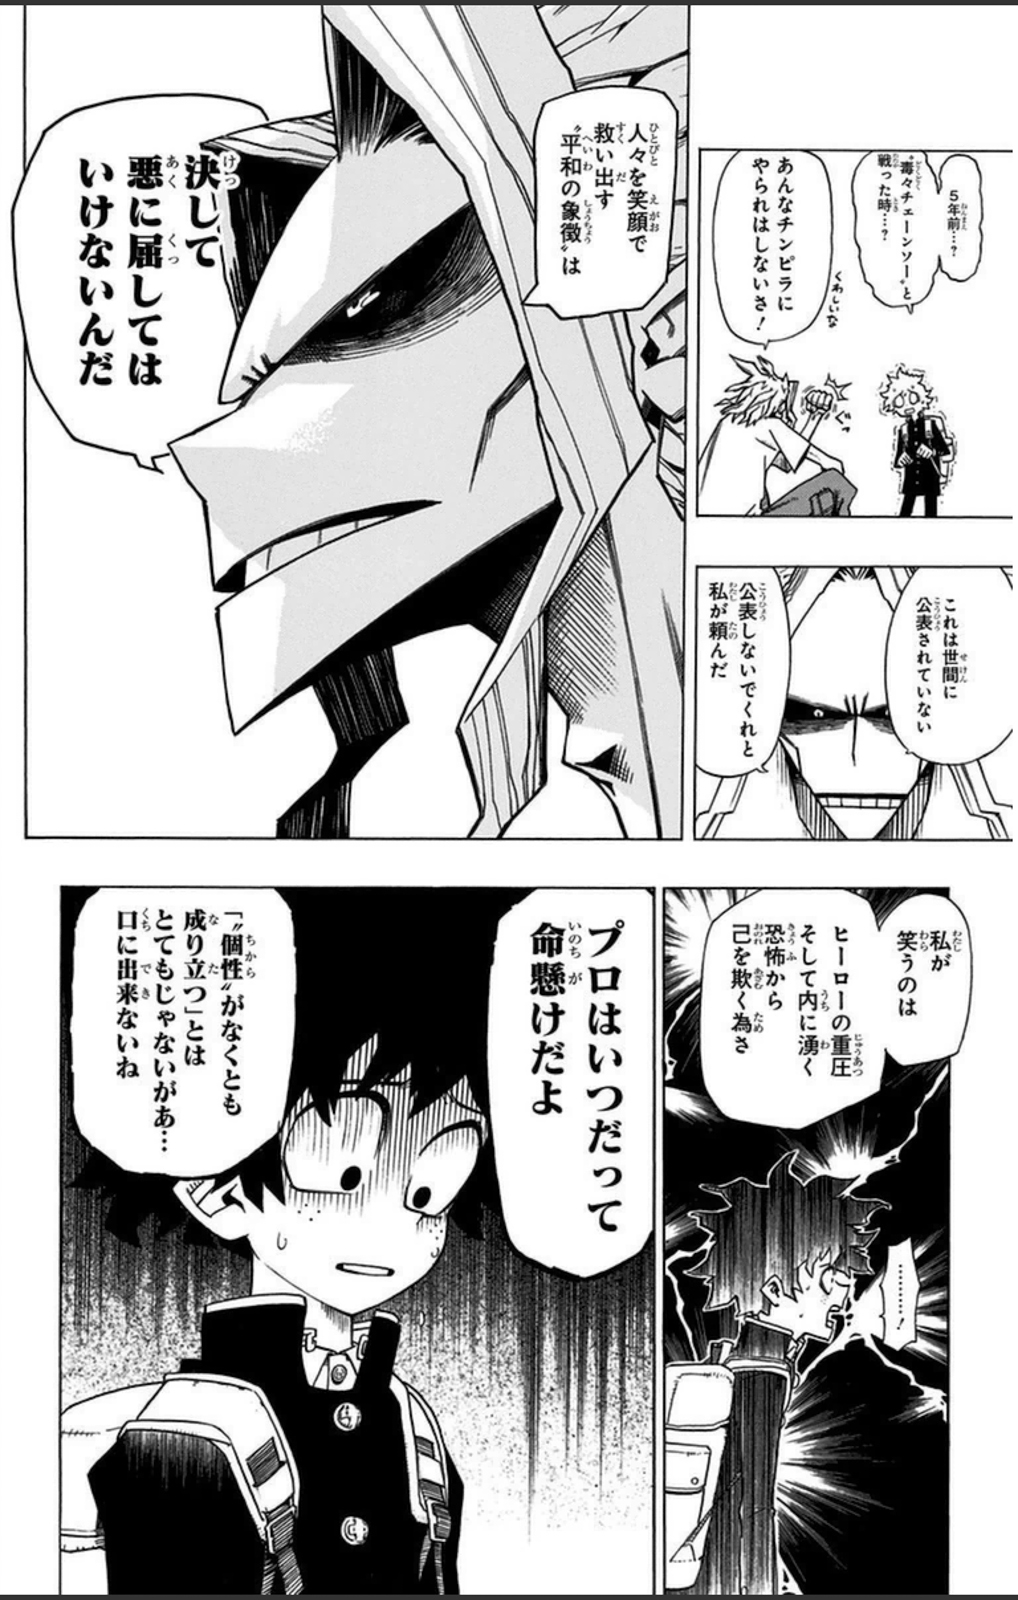 5年前…?
“毒々チェーンソー”と
戦った時…?
くわしいな
あんなチンピラに
やられはしないさ!
ぐっ
これは世間に
公表されていない
公表しないでくれと
私が頼んだ
人々を笑顔で
救い出す
“平和の象徴”は
決して
悪に屈しては
いけないんだ
私が
笑うのは
ヒーローの重圧
そして内に湧く
恐怖から
己を欺く為さ
………!
プロはいつだって
命懸けだよ
「“個性”がなくとも
成り立つ」とは
とてもじゃないがあ…
口に出来ないね